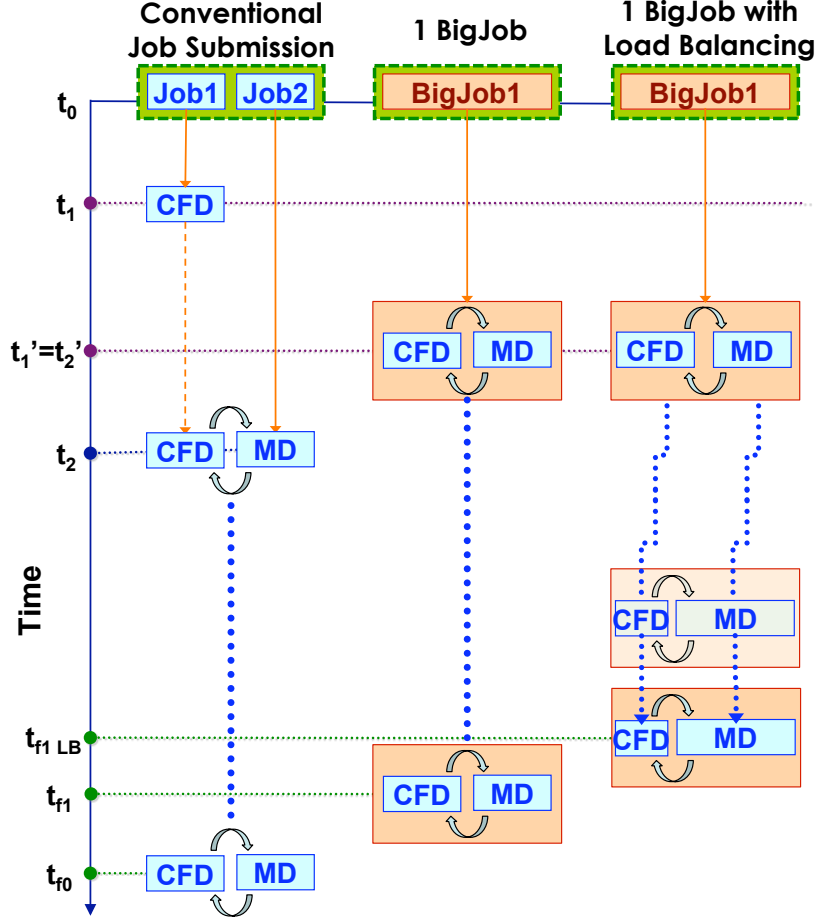 Conventional
Job Submission
1 BigJob
1 BigJob with
Load Balancing
t0
Job1
Job2
BigJob1
BigJob1
t1
CFD
t1'=t2'
CFD
MD
CFD
MD
t2
CFD
MD
Time
CFD
MD
tf1 LB
CFD
MD
tf1
CFD
MD
tf0
CFD
MD